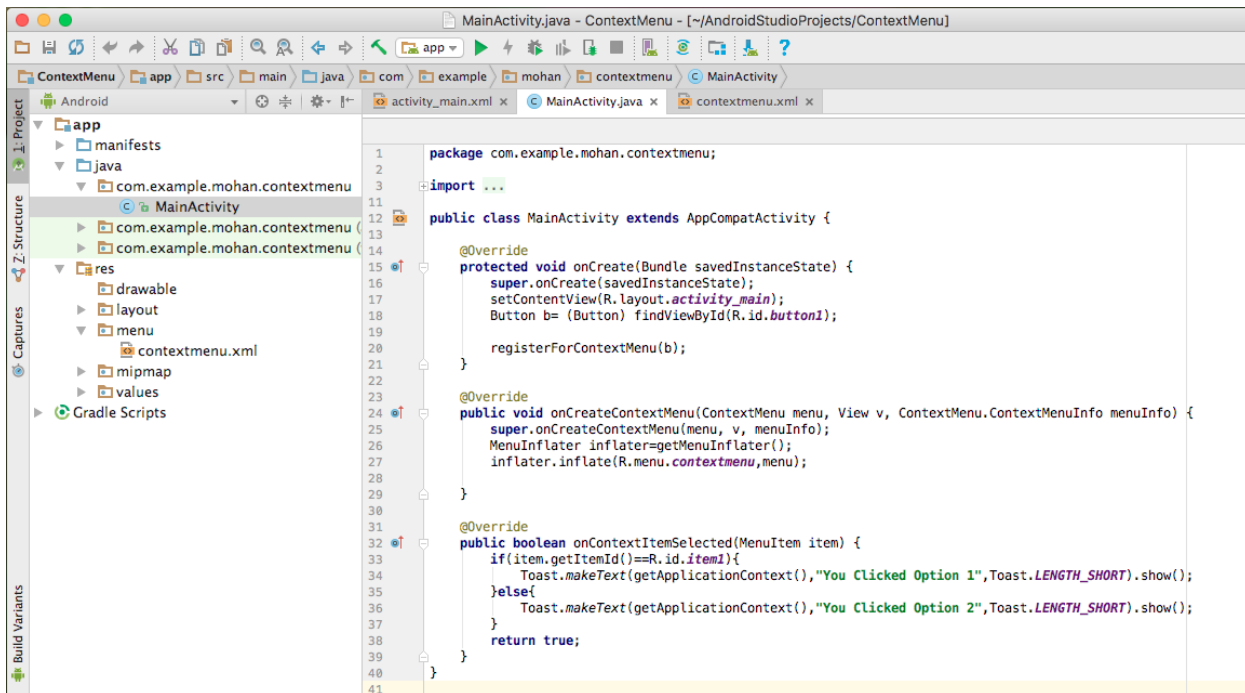 MainActivity.java - ContextMenu - [~/AndroidStudioProjects/ContextMenu]
app
ContextMenu app src main java com example mohan contextmenu MainActivity
1: Project
Z: Structure
Captures
Build Variants
Android
app
manifests
java
com.example.mohan.contextmenu
MainActivity
com.example.mohan.contextmenu (
com.example.mohan.contextmenu (
res
drawable
layout
menu
contextmenu.xml
mipmap
values
Gradle Scripts
activity_main.xml MainActivity.java contextmenu.xml
1 package com.example.mohan.contextmenu;
2
3 import ...
11
12 public class MainActivity extends AppCompatActivity {
13
14 @Override
15 protected void onCreate(Bundle savedInstanceState) {
16 super.onCreate(savedInstanceState);
17 setContentView(R.layout.activity_main);
18 Button b= (Button) findViewById(R.id.button1);
19
20 registerForContextMenu(b);
21 }
22
23 @Override
24 public void onCreateContextMenu(ContextMenu menu, View v, ContextMenu.ContextMenuInfo menuInfo) {
25 super.onCreateContextMenu(menu, v, menuInfo);
26 MenuInflater inflater=getMenuInflater();
27 inflater.inflate(R.menu.contextmenu,menu);
28
29 }
30
31 @Override
32 public boolean onContextItemSelected(MenuItem item) {
33 if(item.getItemId()==R.id.item1){
34 Toast.makeText(getApplicationContext(),"You Clicked Option 1",Toast.LENGTH_SHORT).show();
35 }else{
36 Toast.makeText(getApplicationContext(),"You Clicked Option 2",Toast.LENGTH_SHORT).show();
37 }
38 return true;
39 }
40 }
41